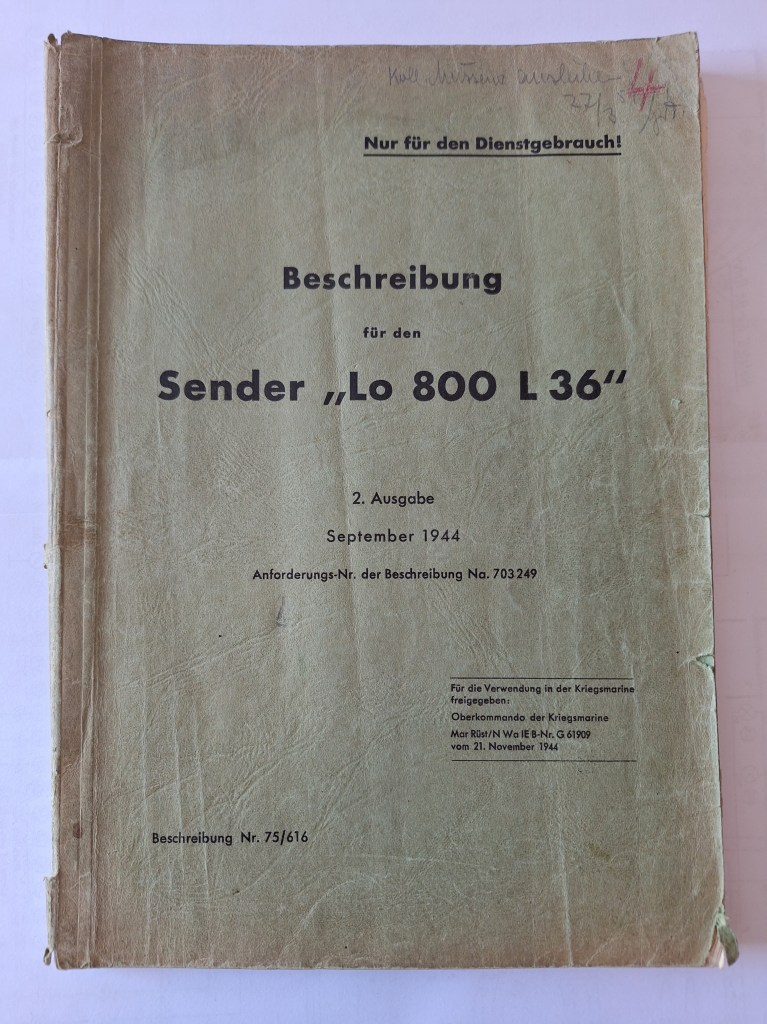 27/3
Nur für den Dienstgebrauch!
Beschreibung
für den
Sender „Lo 800 L 36“
2. Ausgabe
September 1944
Anforderungs-Nr. der Beschreibung Na. 703 249
Für die Verwendung in der Kriegsmarine
freigegeben:
Oberkommando der Kriegsmarine
Mar Rüst/N Wa IE B-Nr. G 61909
vom 21. November 1944
Beschreibung Nr. 75/616